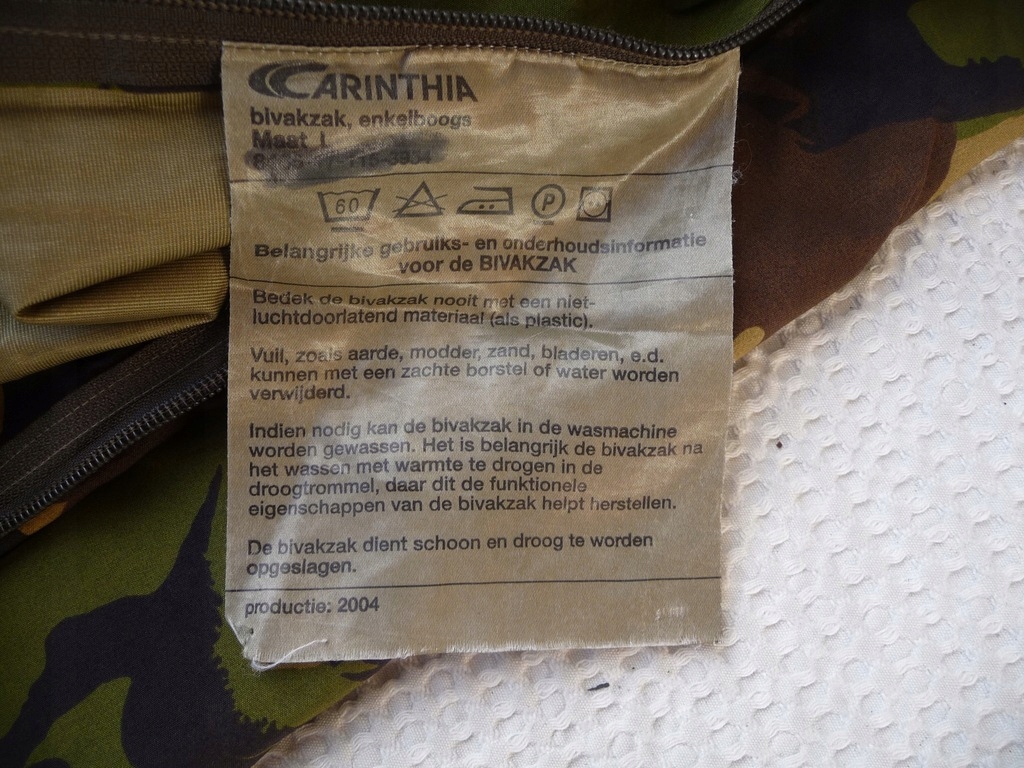 CARINTHIA
bivakzak, enkelboogs
Maat L
60 P
Belangrijke gebruiks- en onderhoudsinformatie
voor de BIVAKZAK
Bedek de bivakzak nooit met een niet-
luchtdoorlatend materiaal (als plastic).
Vuil, zoals aarde, modder, zand, bladeren, e.d.
kunnen met een zachte borstel of water worden
verwijderd.
Indien nodig kan de bivakzak in de wasmachine
worden gewassen. Het is belangrijk de bivakzak na
het wassen met warmte te drogen in de
droogtrommel, daar dit de funktionele
eigenschappen van de bivakzak helpt herstellen.
De bivakzak dient schoon en droog te worden
opgeslagen.
productie: 2004